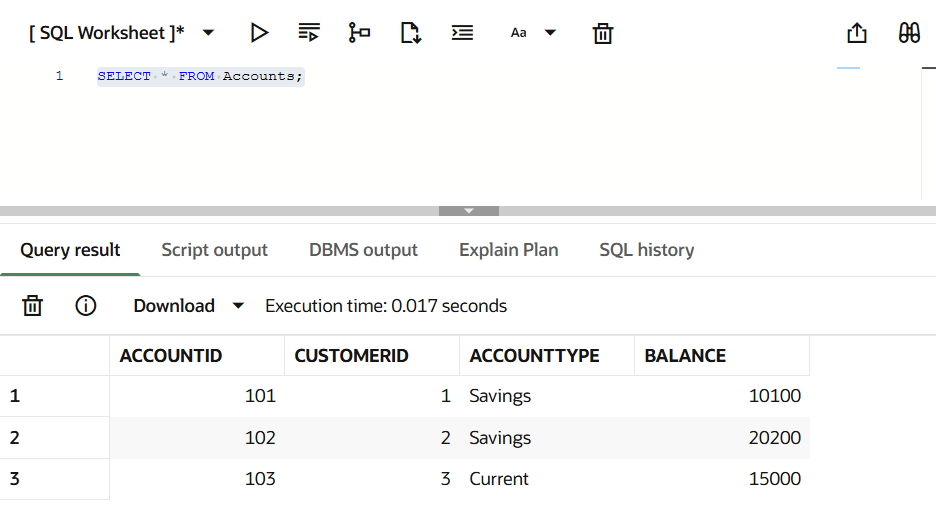 [ SQL Worksheet ]* Aa
1 SELECT * FROM Accounts;
Query result Script output DBMS output Explain Plan SQL history
Download Execution time: 0.017 seconds
ACCOUNTID CUSTOMERID ACCOUNTTYPE BALANCE
1 101 1 Savings 10100
2 102 2 Savings 20200
3 103 3 Current 15000